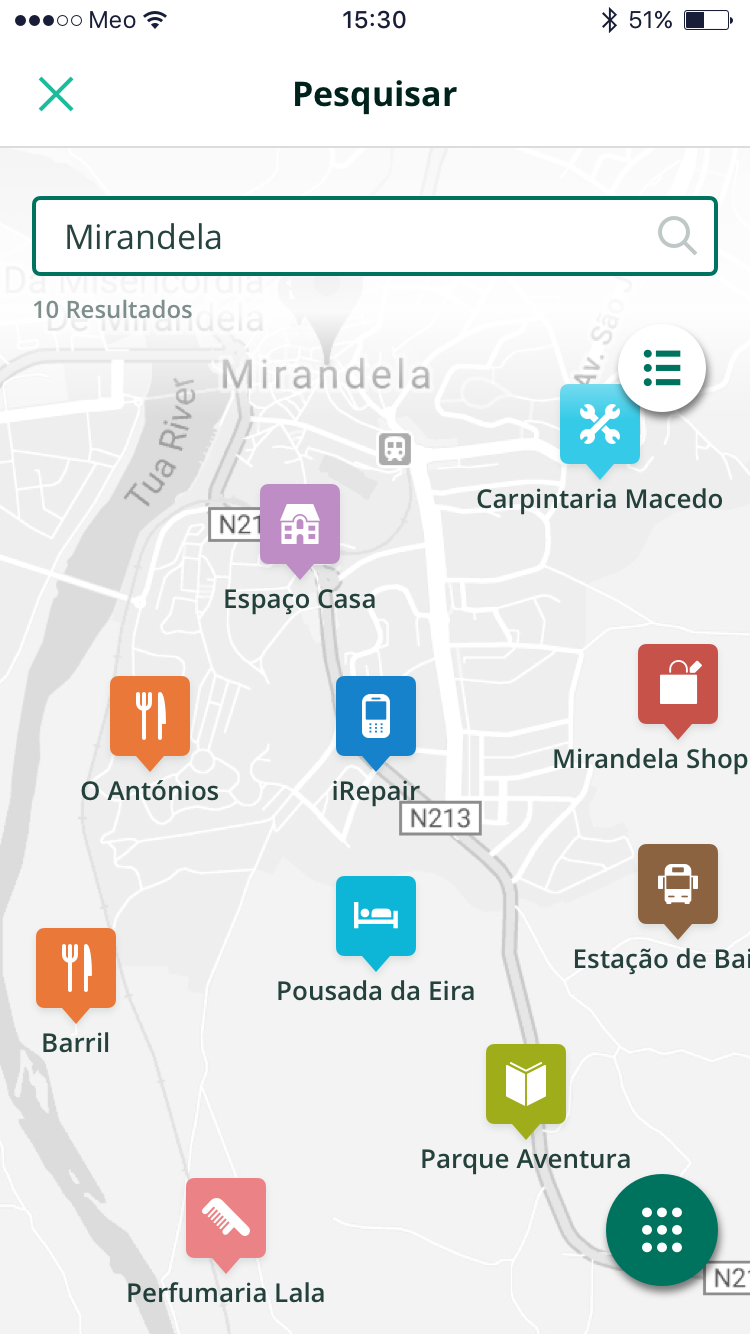 Meo 15:30 51%
Pesquisar
Mirandela
Da Misericórdia
10 Resultados
De Mirandela
Av. São J
Mirandela
Tua River
Carpintaria Macedo
N21
Espaço Casa
Mirandela Shop
O Antónios
iRepair
N213
Estação de Bai
Pousada da Eira
Barril
Parque Aventura
N21
Perfumaria Lala